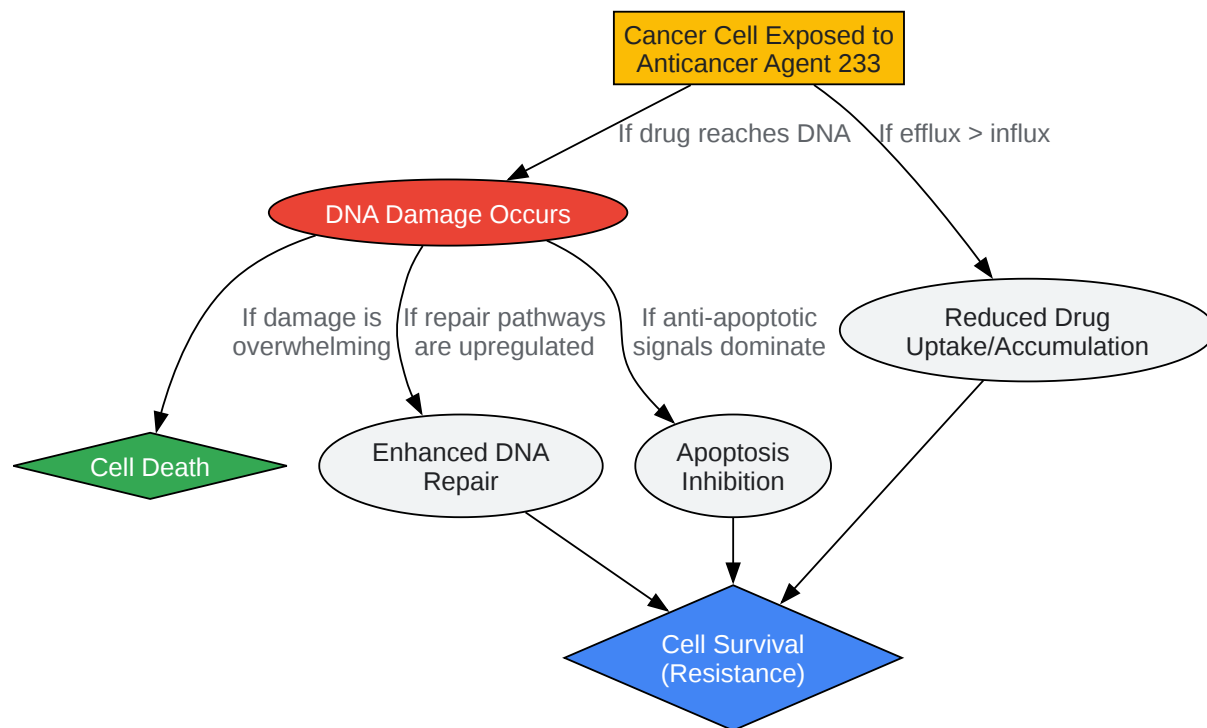 Cancer Cell Exposed to
Anticancer Agent 233
If drug reaches DNA
If efflux > influx
DNA Damage Occurs
If damage is
overwhelming
If repair pathways
are upregulated
If anti-apoptotic
signals dominate
Reduced Drug
Uptake/Accumulation
Cell Death
Enhanced DNA
Repair
Apoptosis
Inhibition
Cell Survival
(Resistance)